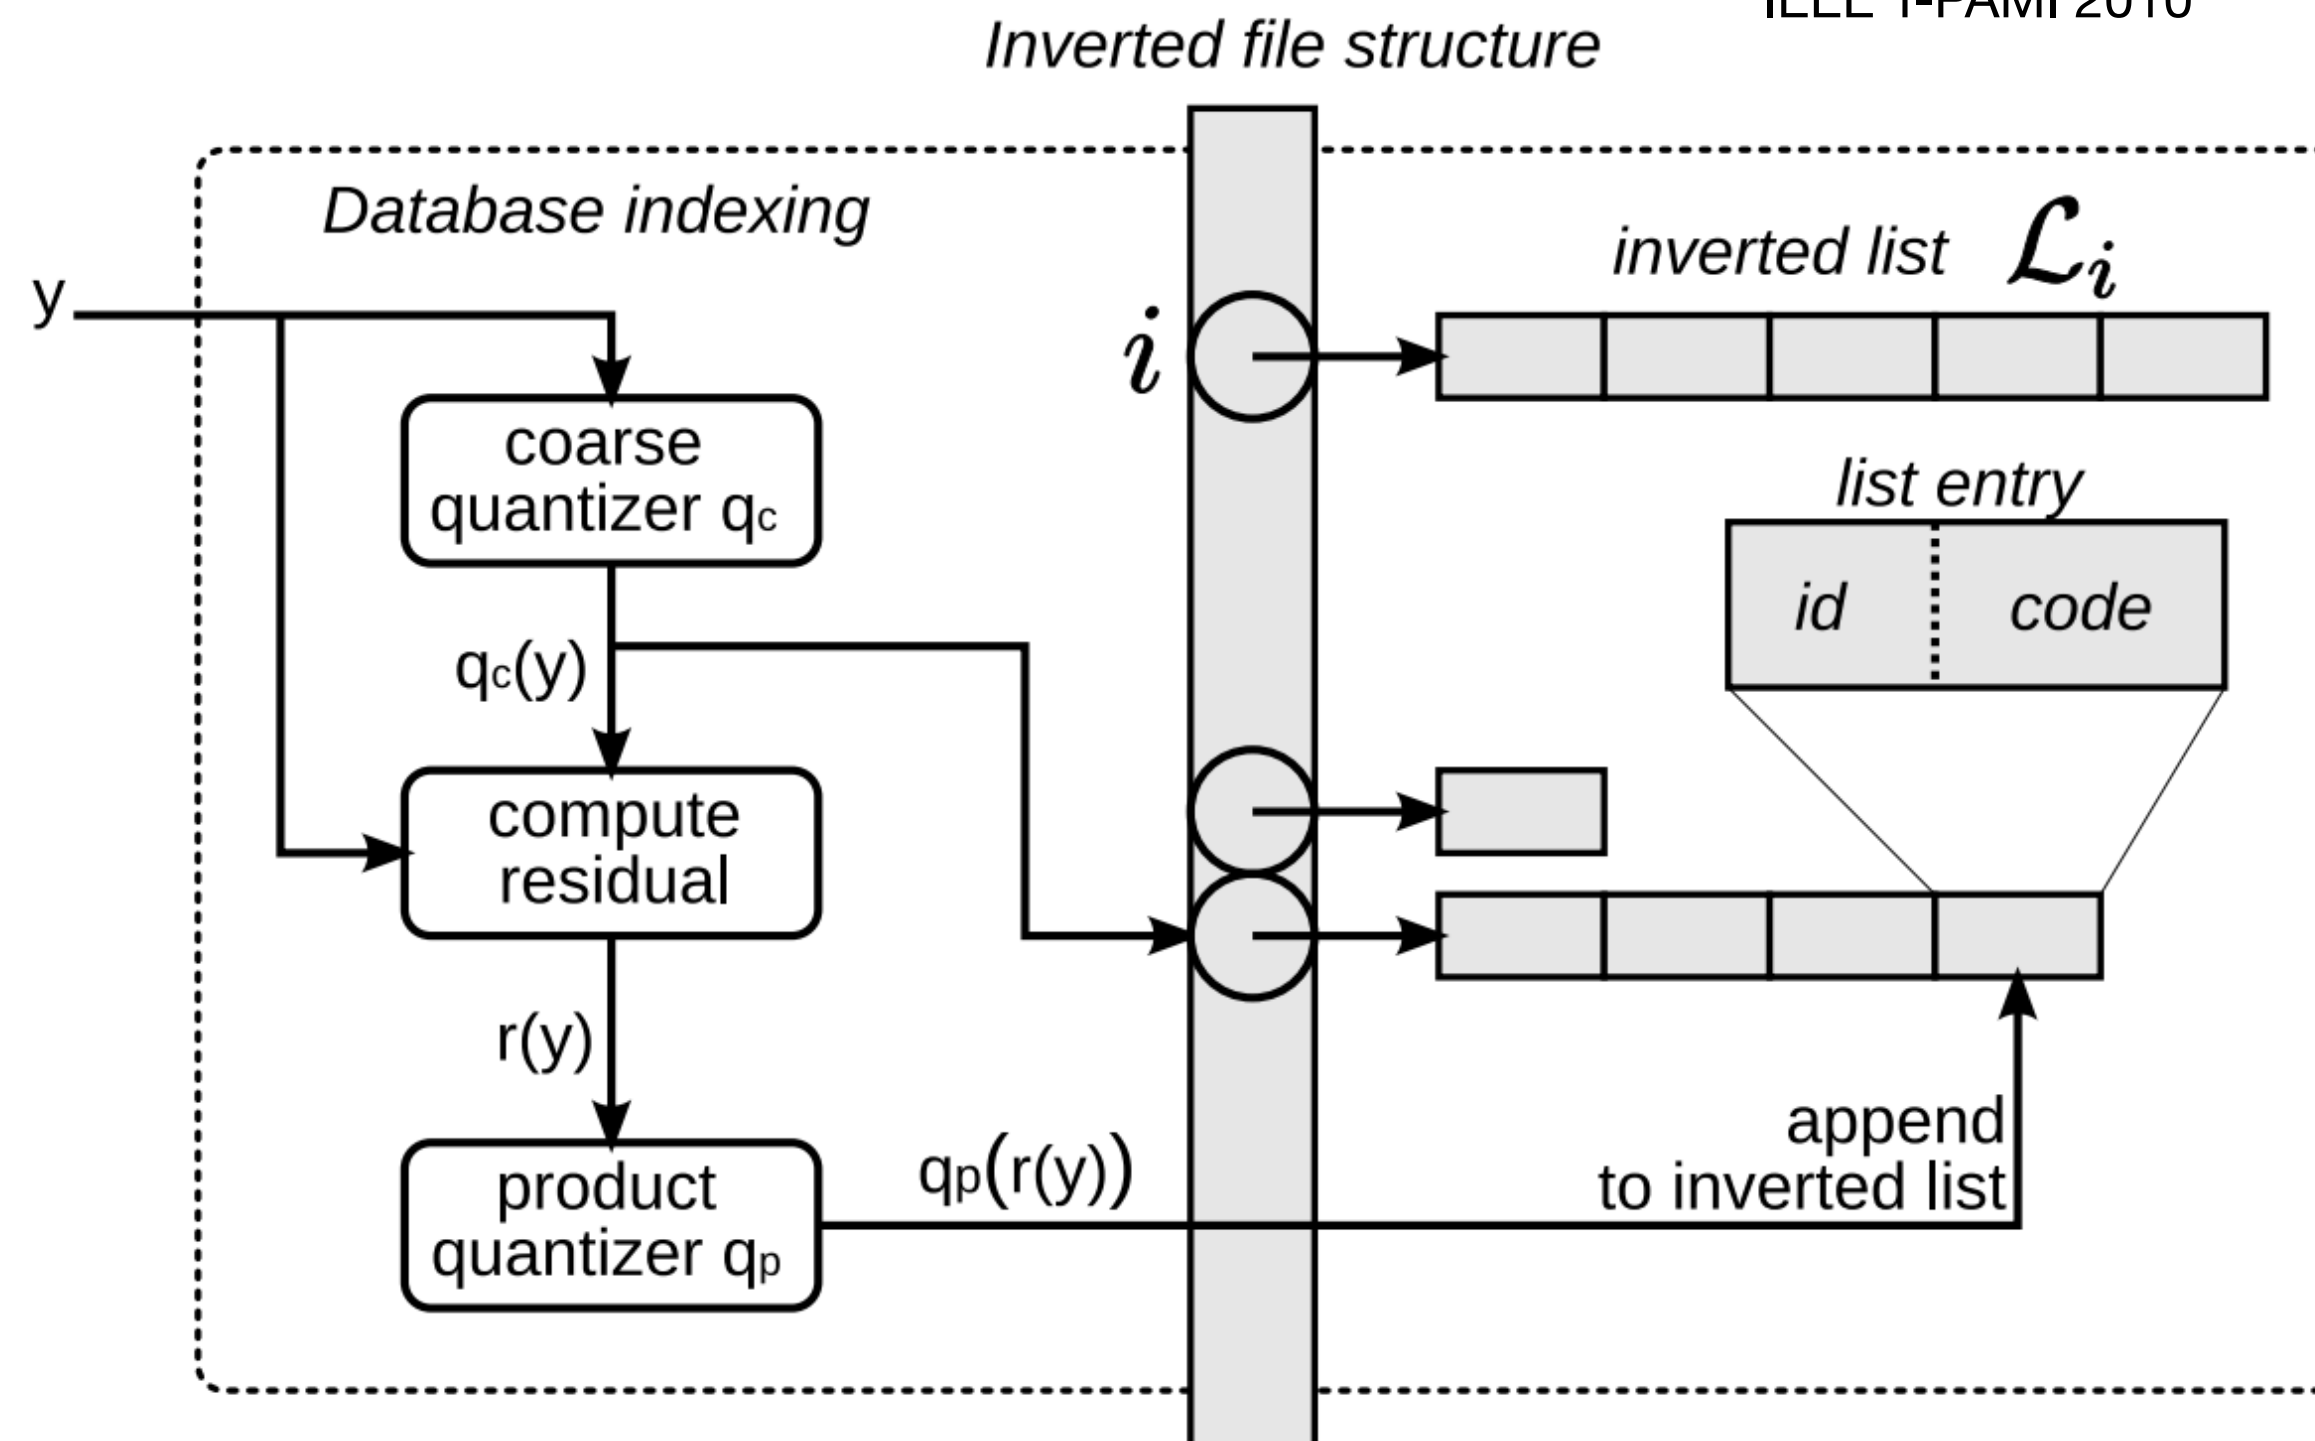 IEEE T-PAMI 2010
Inverted file structure
Database indexing
inverted list ℒi
y
i
coarse
quantizer qc
list entry
id
code
qc(y)
compute
residual
r(y)
append
to inverted list
qp(r(y))
product
quantizer qp